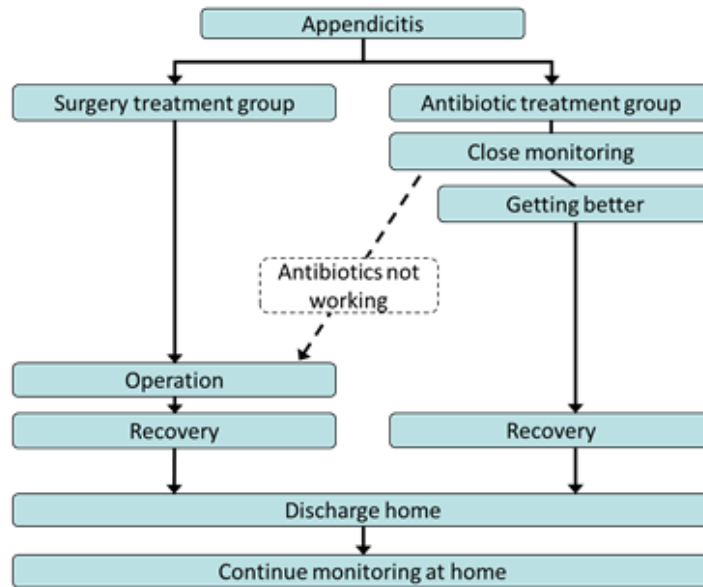 Appendicitis
Surgery treatment group
Antibiotic treatment group
Close monitoring
Getting better
Antibiotics not
working
Operation
Recovery
Recovery
Discharge home
Continue monitoring at home